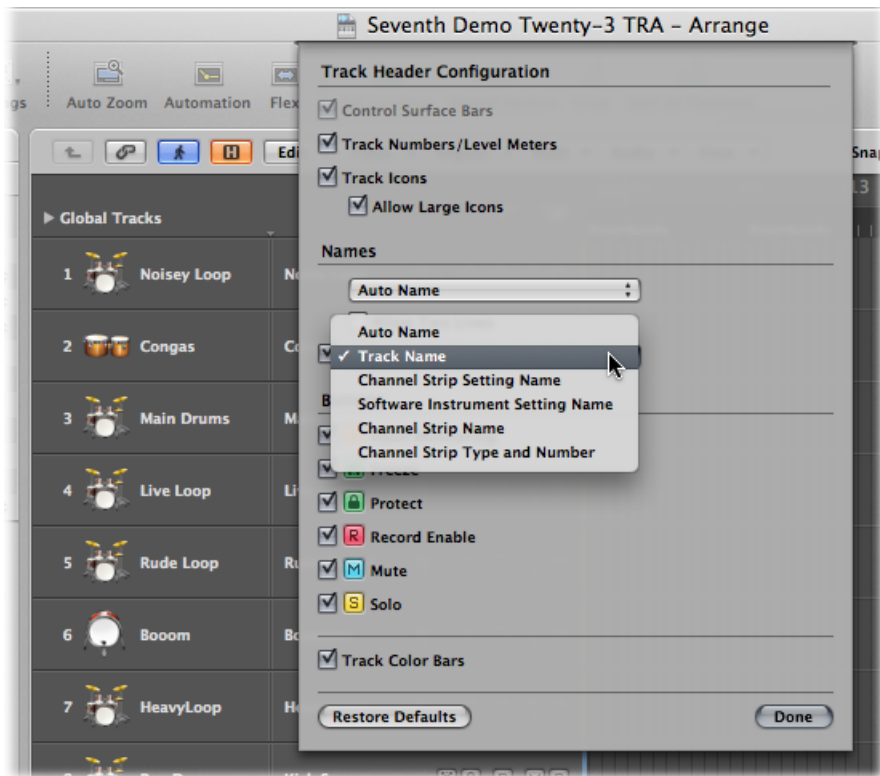 Seventh Demo Twenty-3 TRA – Arrange
Track Header Configuration
Auto Zoom
Automation
Flex
Control Surface Bars
Track Numbers/Level Meters
Track Icons
Allow Large Icons
H
Edi
Snap
13
Global Tracks
Names
Auto Name
Auto Name
✓ Track Name
Channel Strip Setting Name
Software Instrument Setting Name
Channel Strip Name
Channel Strip Type and Number
1 Noisey Loop
2 Congas
3 Main Drums
4 Live Loop
5 Rude Loop
6 Booom
7 HeavyLoop
Protect
R Record Enable
M Mute
S Solo
Track Color Bars
Restore Defaults
Done